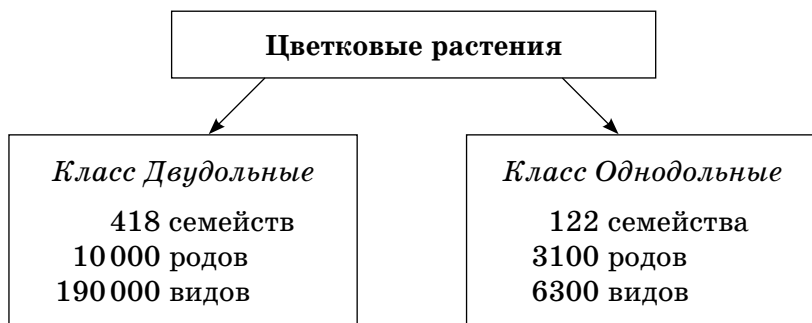 Цветковые растения
Класс Двудольные
418 семейств
10 000 родов
190 000 видов
Класс Однодольные
122 семейства
3100 родов
6300 видов